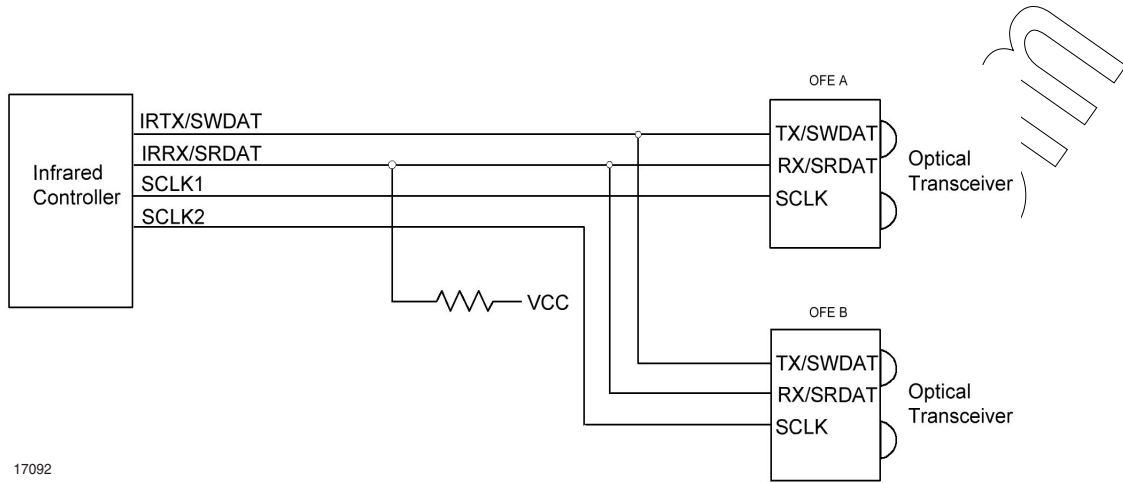 OFE A
IRTX/SWDAT
IRRX/SRDAT
SCLK1
SCLK2
Infrared
Controller
TX/SWDAT
RX/SRDAT
SCLK
Optical
Transceiver
VCC
OFE B
TX/SWDAT
RX/SRDAT
SCLK
Optical
Transceiver
17092